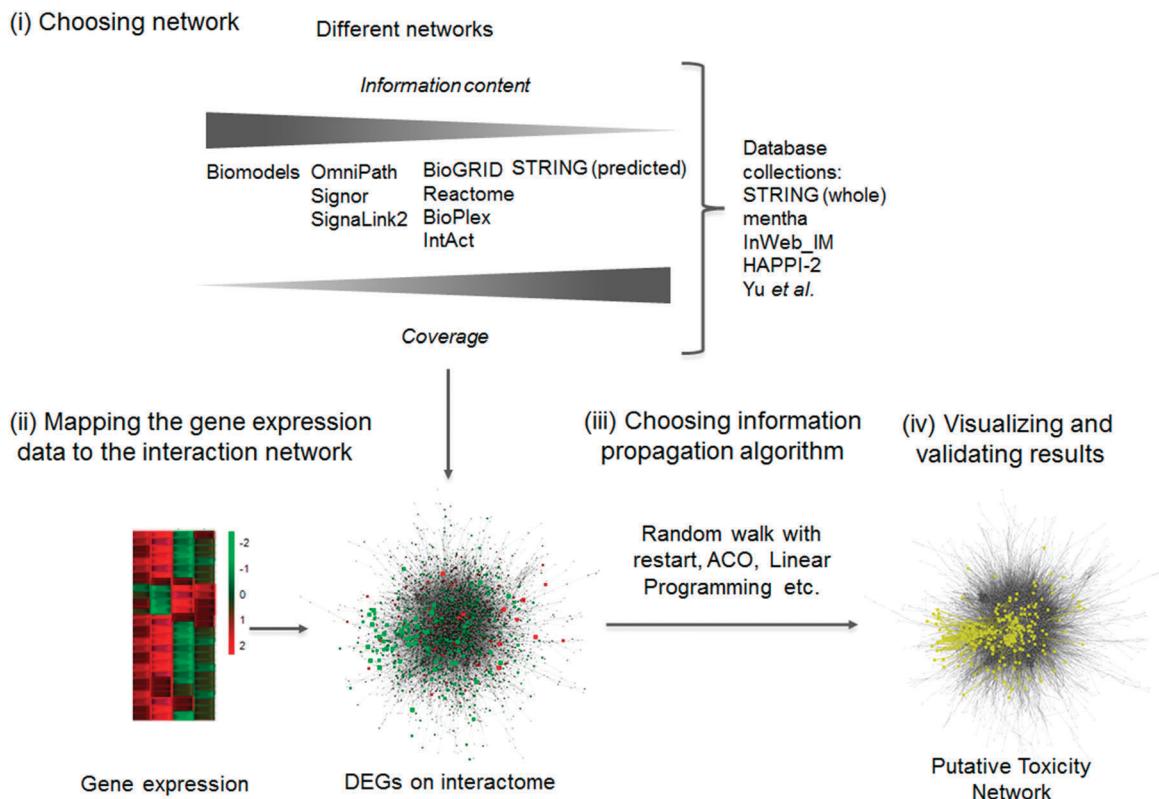 (i) Choosing network
Different networks
Information content
Biomodels
OmniPath
Signor
SignaLink2
BioGRID
Reactome
BioPlex
IntAct
STRING (predicted)
Coverage
Database
collections:
STRING (whole)
mentha
InWeb_IM
HAPPI-2
Yu et al.
(ii) Mapping the gene expression
data to the interaction network
-2
-1
0
1
2
Gene expression
DEGs on interactome
(iii) Choosing information
propagation algorithm
Random walk with
restart, ACO, Linear
Programming etc.
(iv) Visualizing and
validating results
Putative Toxicity
Network